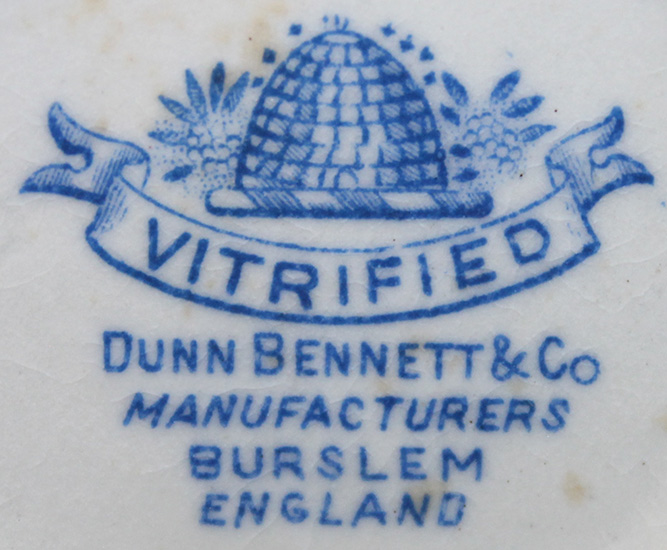 VITRIFIED
DUNN BENNETT & CO
MANUFACTURERS
BURSLEM
ENGLAND